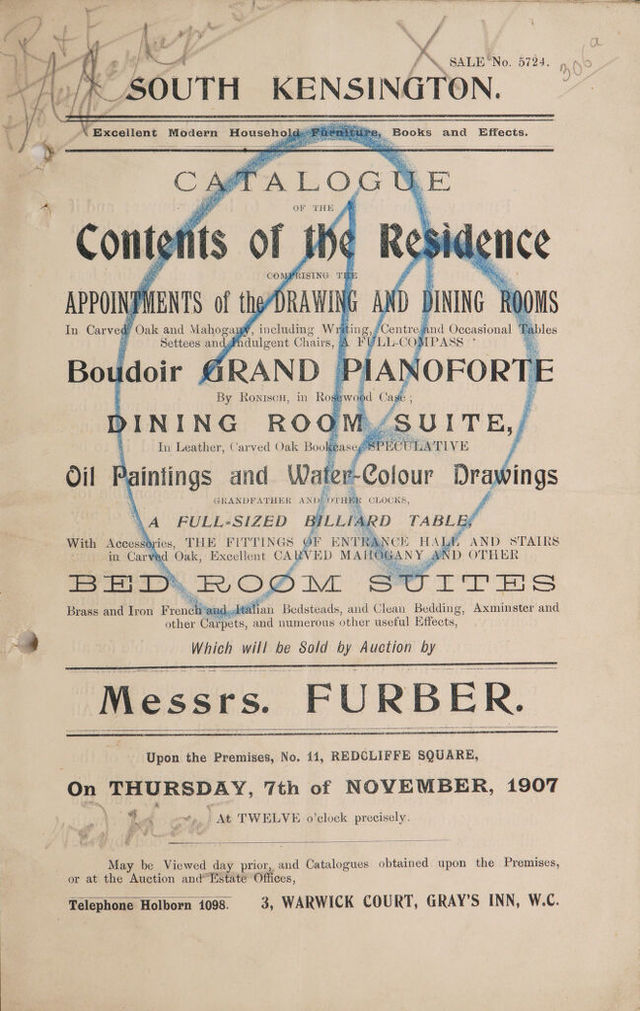 R & F
X V
306a
SALE No. 5724.
SOUTH KENSINGTON.
Excellent Modern Household Furniture, Books and Effects.
CATALOGUE
OF THE
Contents of the Residence
COMPRISING THE
APPOINTMENTS of the DRAWING AND DINING ROOMS
In Carved Oak and Mahogany, including Writing, Centre and Occasional Tables
Settees and Indulgent Chairs, A FULL-COMPASS
Boudoir GRAND PIANOFORTE
By RONISCH, in Rosewood Case;
DINING ROOM SUITE,
In Leather, Carved Oak Bookcase, SPECULATIVE
Oil Paintings and Water-Colour Drawings
GRANDFATHER AND OTHER CLOCKS,
A FULL-SIZED BILLIARD TABLE,
With Accessories, THE FITTINGS OF ENTRANCE HALL AND STAIRS
in Carved Oak, Excellent CARVED MAHOGANY AND OTHER
BED ROOM SUITES
Brass and Iron French and Italian Bedsteads, and Clean Bedding, Axminster and
other Carpets, and numerous other useful Effects,
Which will be Sold by Auction by
Messrs. FURBER.
Upon the Premises, No. 11, REDCLIFFE SQUARE,
On THURSDAY, 7th of NOVEMBER, 1907
At TWELVE o'clock precisely.
May be Viewed day prior, and Catalogues obtained upon the Premises,
or at the Auction and Estate Offices,
Telephone Holborn 1098. 3, WARWICK COURT, GRAY'S INN, W.C.